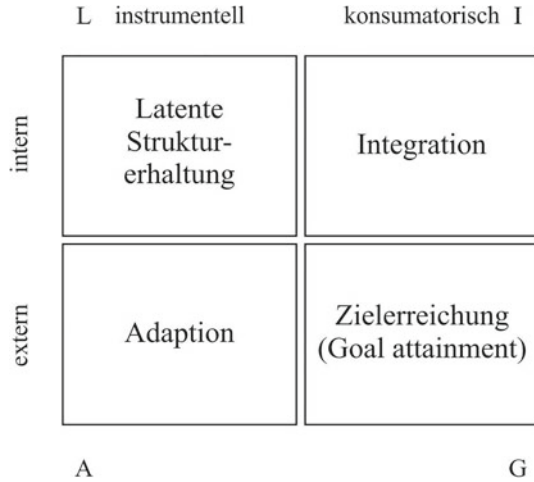 L instrumentell konsumatorisch I
intern
Latente
Struktur-
erhaltung
Integration
extern
Adaption
Zielerreichung
(Goal attainment)
A G